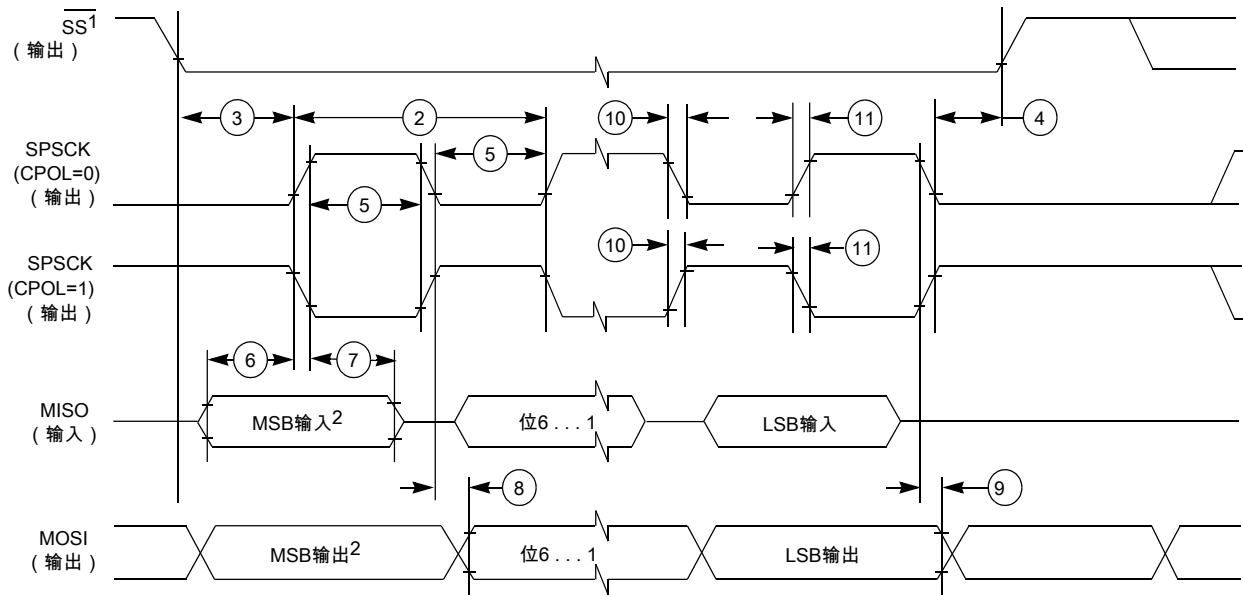 SS1
（输出）
3
2
10
11
4
SPSCK
(CPOL=0)
（输出）
5
5
SPSCK
(CPOL=1)
（输出）
10
11
6
7
MISO
（输入）
MSB输入2
位6 . . . 1
LSB输入
8
9
MOSI
（输出）
MSB输出2
位6 . . . 1
LSB输出